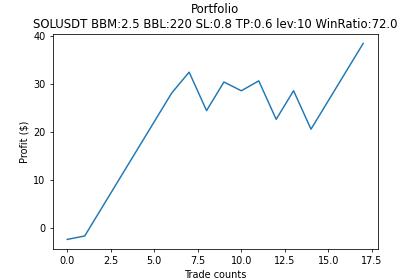 Portfolio
SOLUSDT BBM:2.5 BBL:220 SL:0.8 TP:0.6 lev:10 WinRatio:72.0
40
30
20
10
0
Profit ($)
0.0 2.5 5.0 7.5 10.0 12.5 15.0 17.5
Trade counts